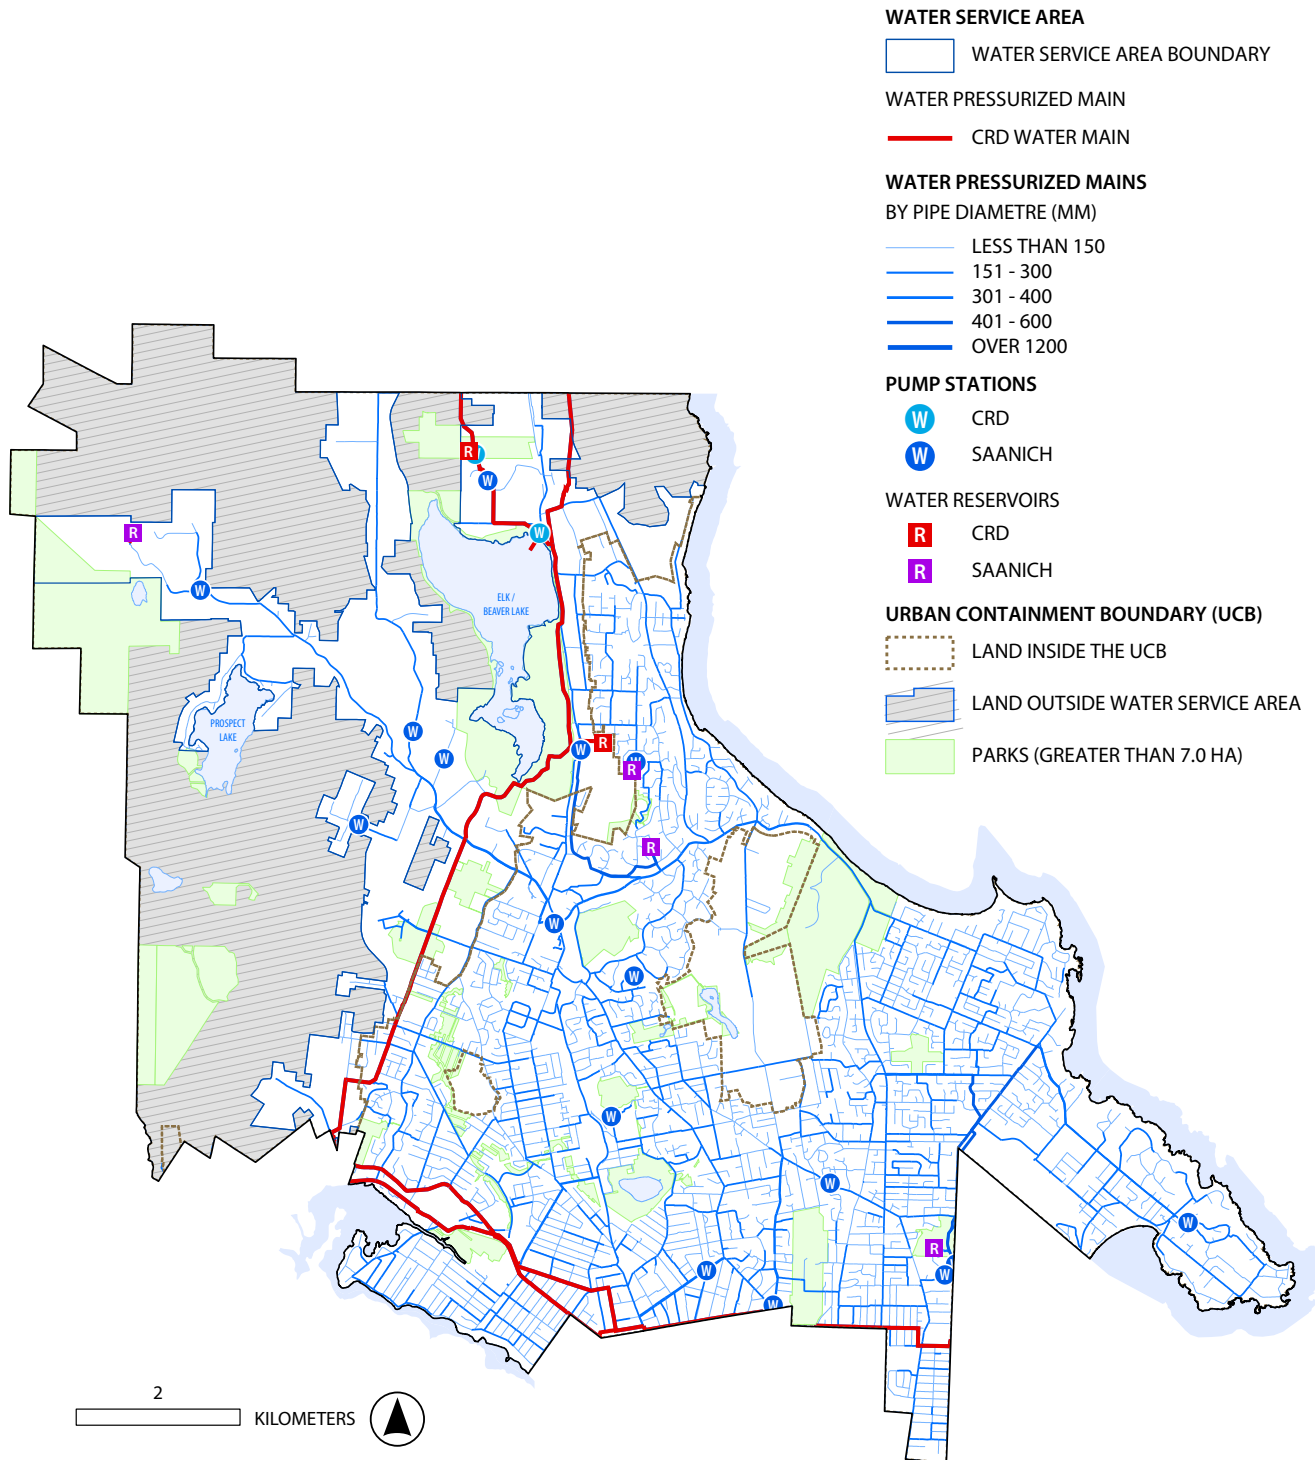 WATER SERVICE AREA
WATER SERVICE AREA BOUNDARY
WATER PRESSURIZED MAIN
CRD WATER MAIN
WATER PRESSURIZED MAINS
BY PIPE DIAMETRE (MM)
LESS THAN 150
151 - 300
301 - 400
401 - 600
OVER 1200
PUMP STATIONS
W CRD
W SAANICH
WATER RESERVOIRS
R CRD
R SAANICH
URBAN CONTAINMENT BOUNDARY (UCB)
LAND INSIDE THE UCB
LAND OUTSIDE WATER SERVICE AREA
PARKS (GREATER THAN 7.0 HA)
R
W
R
W
W
ELK /
BEAVER LAKE
PROSPECT
LAKE
W
W
W
W
R
W
R
W
R
W
W
W
W
W
R
W
W
W
2
KILOMETERS